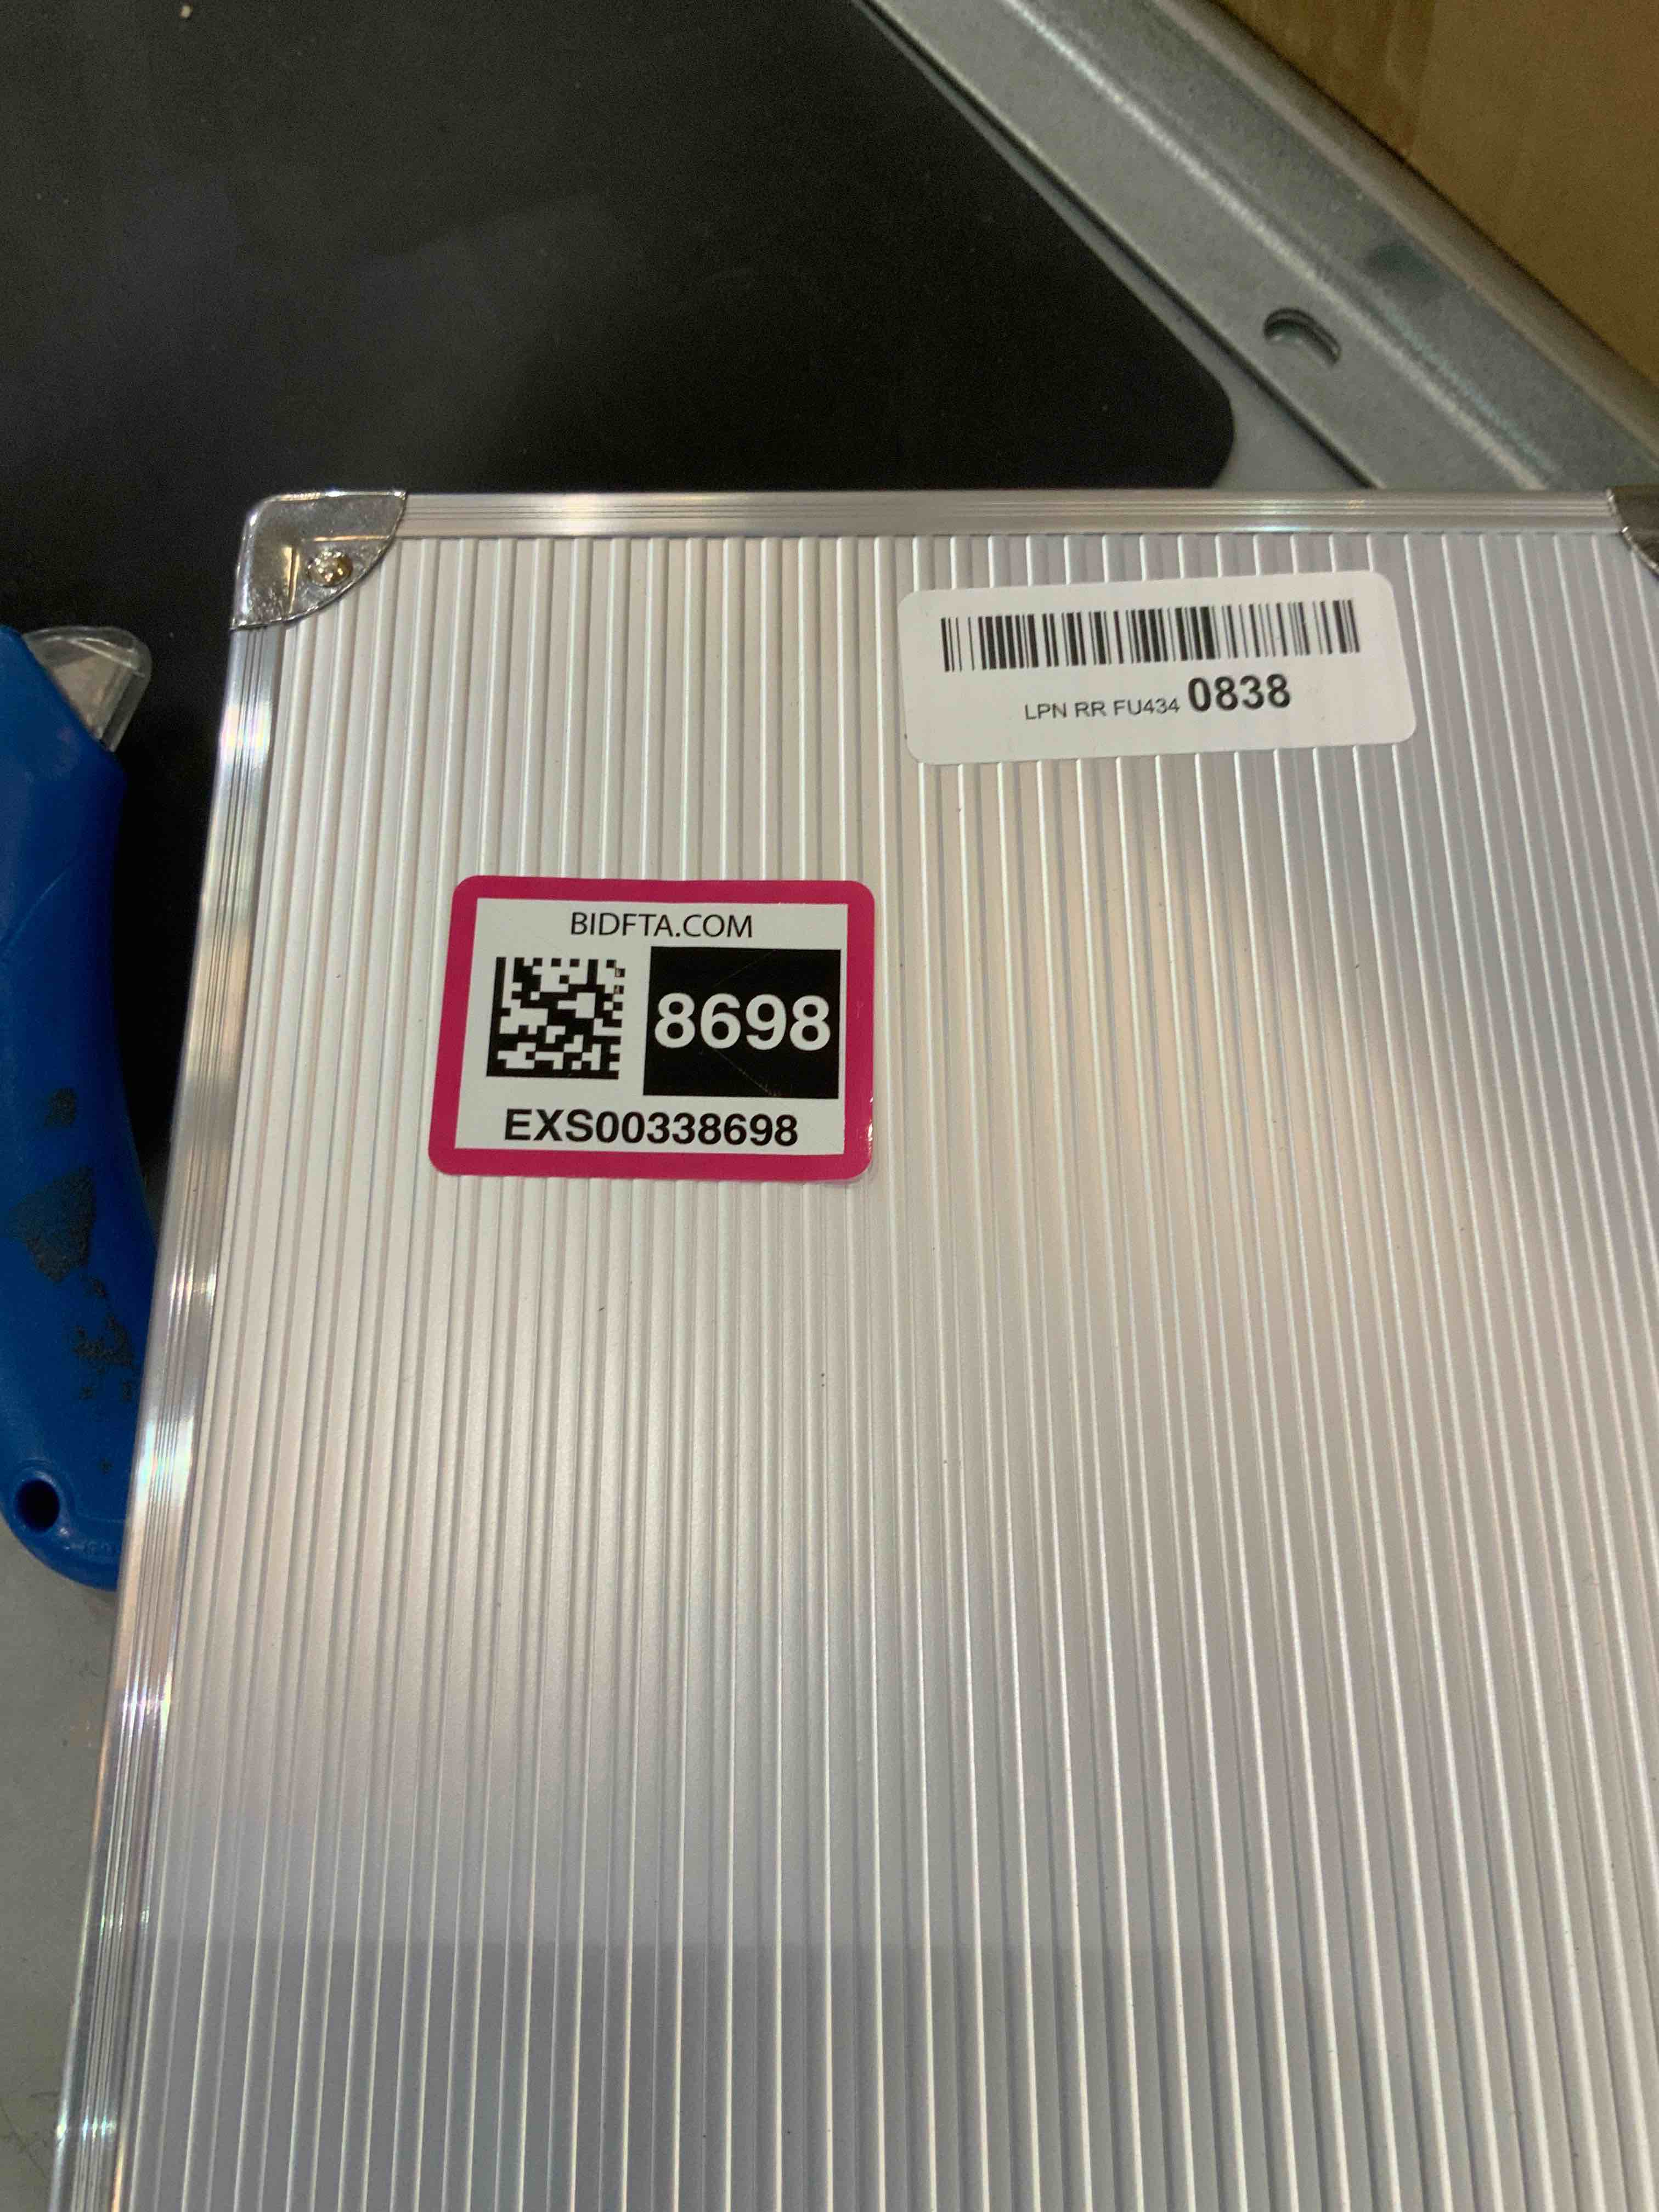 LPN RR FU434 0838
BIDFTA.COM
8698
EXS00338698